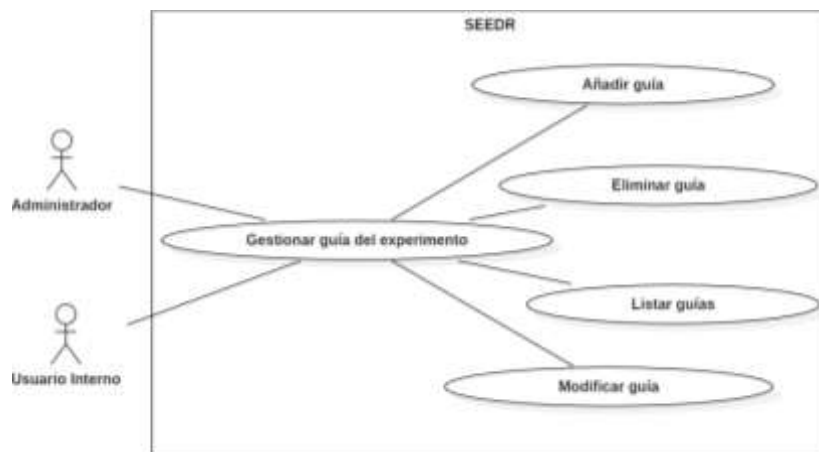 SEEDR
Añadir guía
Eliminar guía
Administrador
Gestionar guía del experimento
Listar guías
Usuario Interno
Modificar guía